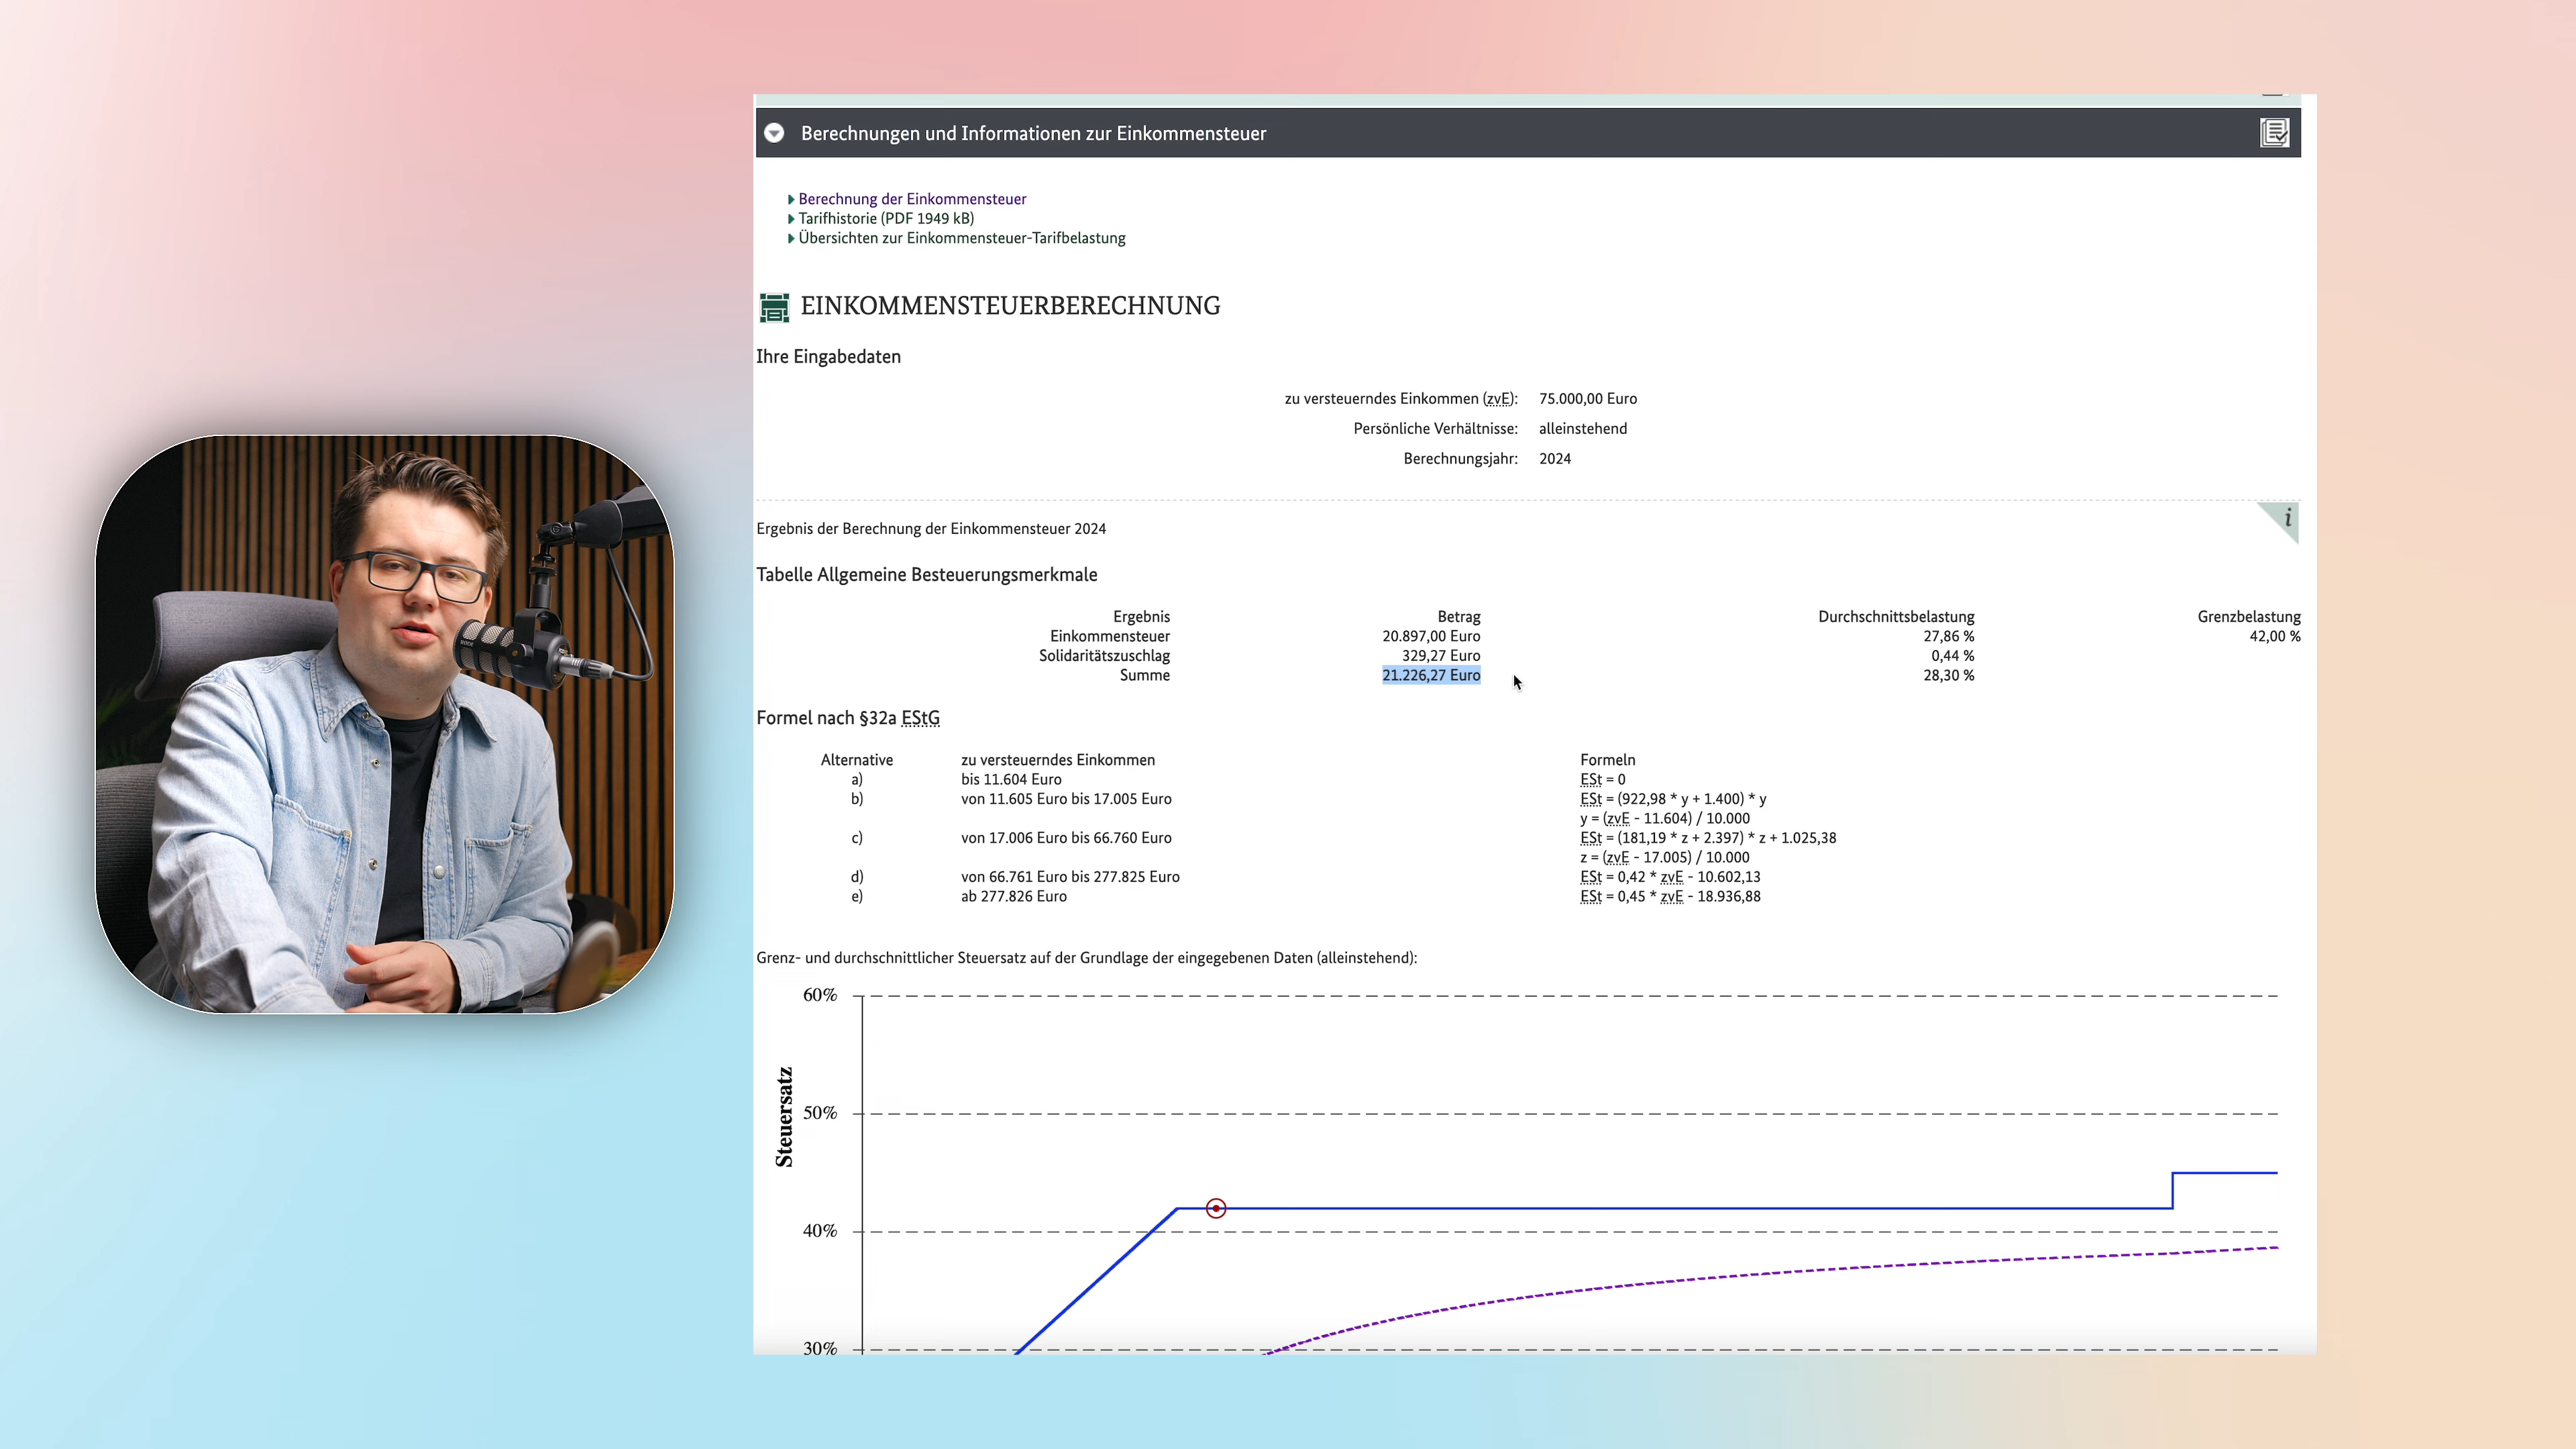 Berechnungen und Informationen zur Einkommensteuer
Berechnung der Einkommensteuer
Tarifhistorie (PDF 1949 kB)
Übersichten zur Einkommensteuer-Tarifbelastung
EINKOMMENSTEUERBERECHNUNG
Ihre Eingabedaten
zu versteuerndes Einkommen (zvE): 75.000,00 Euro
Persönliche Verhältnisse: alleinstehend
Berechnungsjahr: 2024
i
Ergebnis der Berechnung der Einkommensteuer 2024
Tabelle Allgemeine Besteuerungsmerkmale
Ergebnis Betrag Durchschnittsbelastung Grenzbelastung
Einkommensteuer 20.897,00 Euro 27,86 % 42,00 %
Solidaritätszuschlag 329,27 Euro 0,44 %
Summe 21.226,27 Euro 28,30 %
Formel nach §32a EStG
Alternative zu versteuerndes Einkommen Formeln
a) bis 11.604 Euro ESt = 0
b) von 11.605 Euro bis 17.005 Euro ESt = (922,98 * y + 1.400) * y
y = (zvE - 11.604) / 10.000
c) von 17.006 Euro bis 66.760 Euro ESt = (181,19 * z + 2.397) * z + 1.025,38
z = (zvE - 17.005) / 10.000
d) von 66.761 Euro bis 277.825 Euro ESt = 0,42 * zvE - 10.602,13
e) ab 277.826 Euro ESt = 0,45 * zvE - 18.936,88
Grenz- und durchschnittlicher Steuersatz auf der Grundlage der eingegebenen Daten (alleinstehend):
60%
50%
40%
30%
Steuersatz